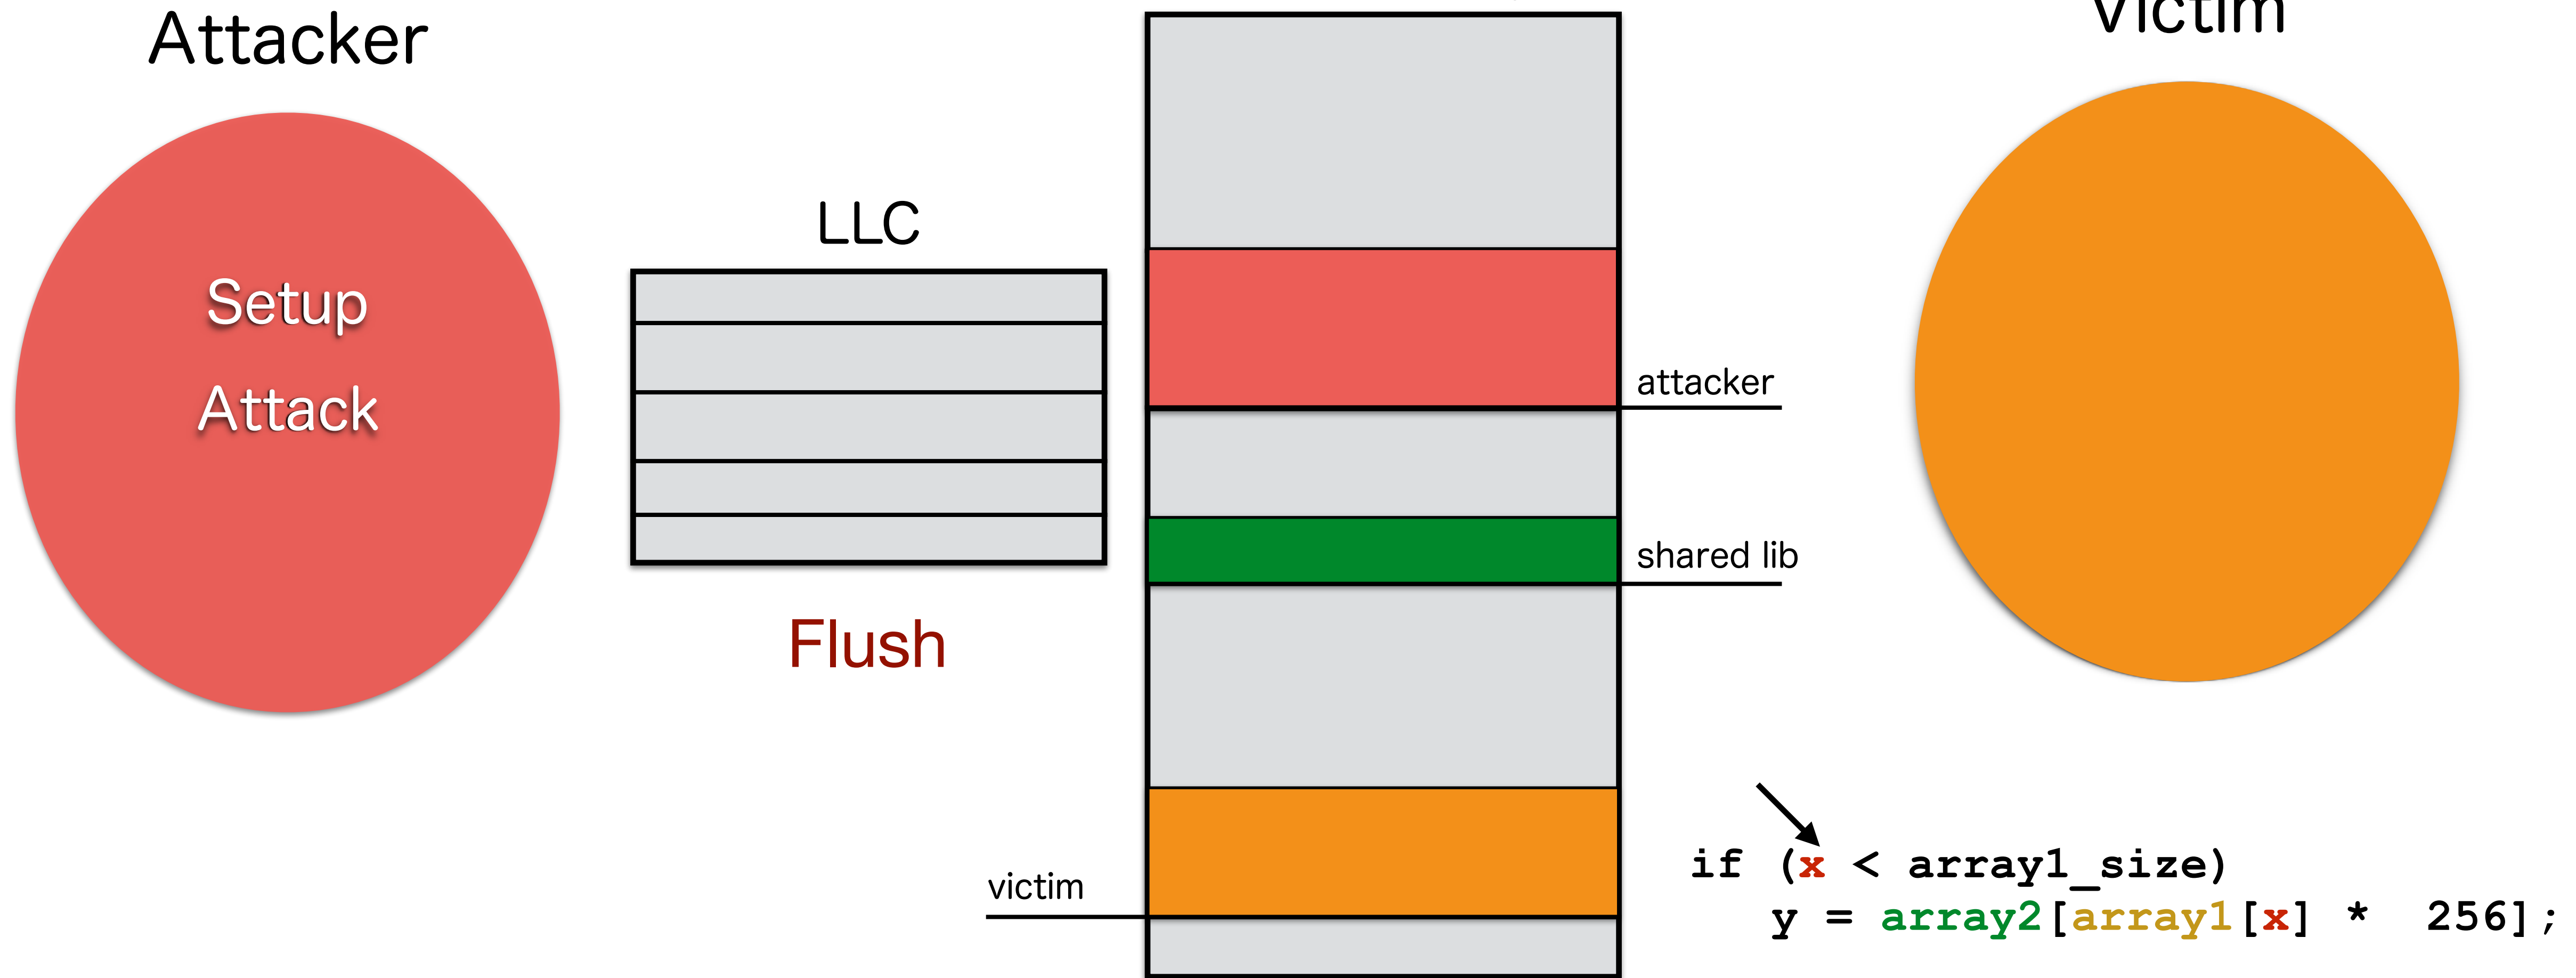 Attacker
Victim
LLC
Setup
Attack
attacker
shared lib
Flush
victim
if (x < array1_size)
y = array2[array1[x] * 256];